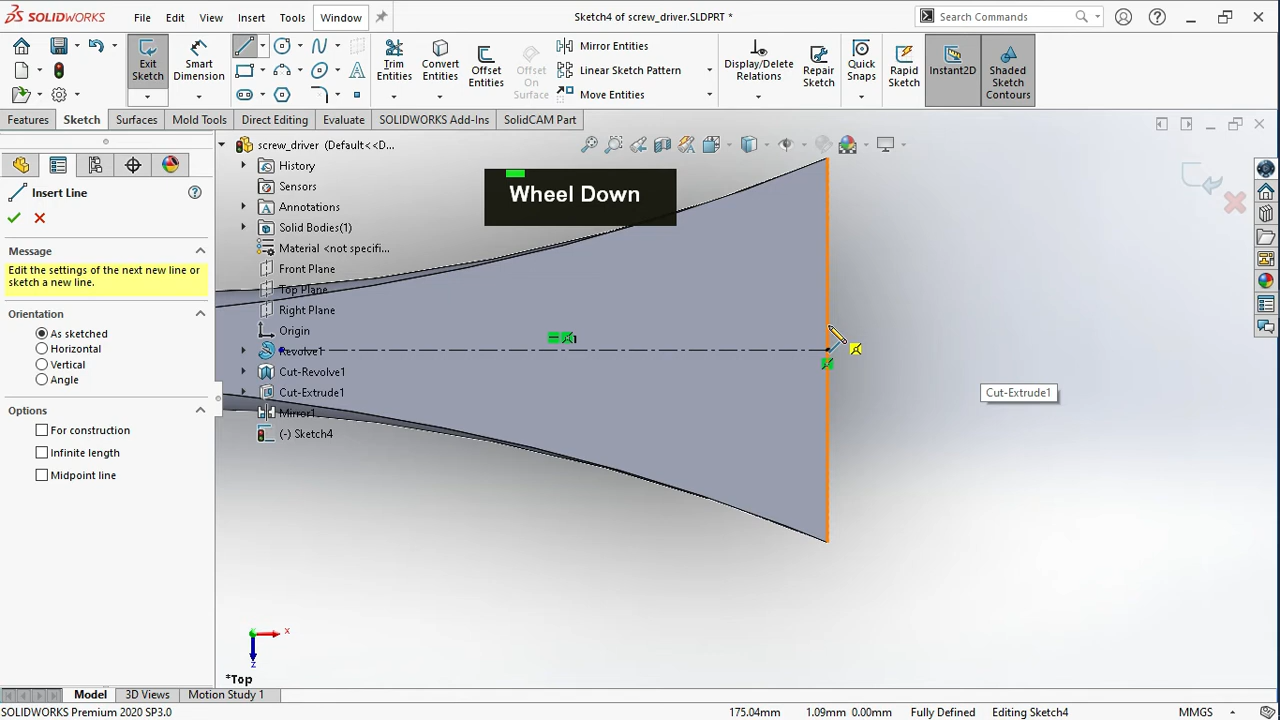 SOLIDWORKS
File Edit View Insert Tools Window
Sketch4 of screw_driver.SLDPRT *
Search Commands
Exit Sketch
Smart Dimension
Trim Entities
Convert Entities
Offset Entities
Offset On Surface
Mirror Entities
Linear Sketch Pattern
Move Entities
Display/Delete Relations
Repair Sketch
Quick Snaps
Rapid Sketch
Instant2D
Shaded Sketch Contours
Features Sketch Surfaces Mold Tools Direct Editing Evaluate SOLIDWORKS Add-Ins SolidCAM Part
Insert Line
Message
Edit the settings of the next new line or
sketch a new line.
Orientation
As sketched
Horizontal
Vertical
Angle
Options
For construction
Infinite length
Midpoint line
screw_driver (Default<<D...
History
Sensors
Annotations
Solid Bodies(1)
Material <not specifi...
Front Plane
Top Plane
Right Plane
Origin
Revolve1
Cut-Revolve1
Cut-Extrude1
Mirror1
(-) Sketch4
Wheel Down
1
Cut-Extrude1
x
z
*Top
Model 3D Views Motion Study 1
SOLIDWORKS Premium 2020 SP3.0
175.04mm 1.09mm 0.00mm Fully Defined Editing Sketch4 MMGS